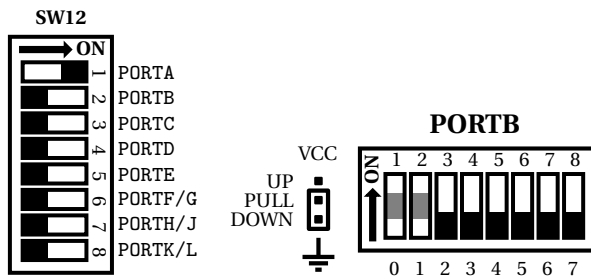 SW12
ON
1 PORTA
2 PORTB
3 PORTC
4 PORTD
5 PORTE
6 PORTF/G
7 PORTH/J
8 PORTK/L
VCC
UP
PULL
DOWN
PORTB
ON
1 2 3 4 5 6 7 8
0 1 2 3 4 5 6 7